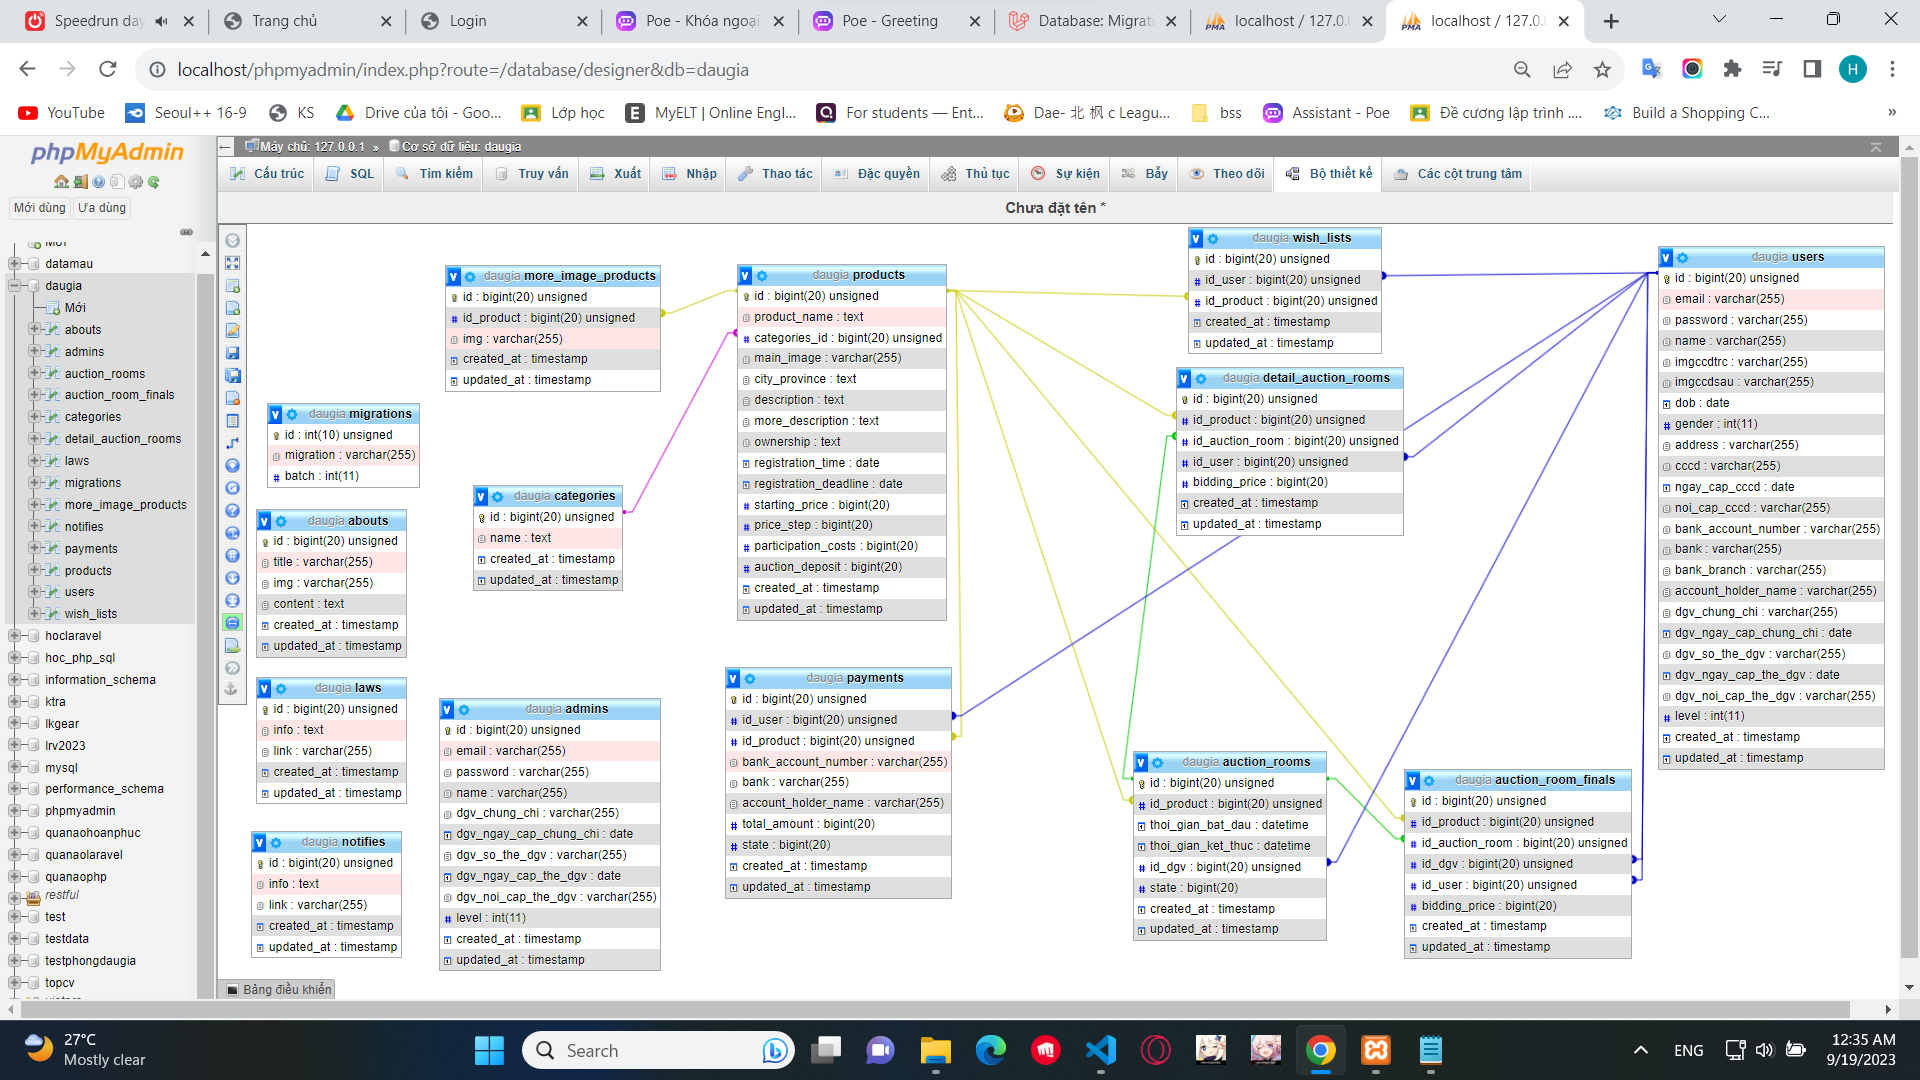 Speedrun day
Trang chủ
Login
Poe - Khóa ngoại
Poe - Greeting
Database: Migrati
localhost / 127.0.0
localhost / 127.0.0
localhost/phpmyadmin/index.php?route=/database/designer&db=daugia
H
YouTube
Seoul++ 16-9
KS
Drive của tôi - Goo...
Lớp học
MyELT | Online Engl...
For students — Ent...
Dae- 北 枫 c Leagu...
bss
Assistant - Poe
Đề cương lập trình ....
Build a Shopping C...
»
phpMyAdmin
Mới dùng
Ưa dùng
Mới
datamau
daugia
Mới
abouts
admins
auction_rooms
auction_room_finals
categories
detail_auction_rooms
laws
migrations
more_image_products
notifies
payments
products
users
wish_lists
hoclaravel
hoc_php_sql
information_schema
ktra
lkgear
lrv2023
mysql
performance_schema
phpmyadmin
quanaohoanphuc
quanaolaravel
quanaophp
restful
test
testdata
testphongdaugia
topcv
Máy chủ: 127.0.0.1 » Cơ sở dữ liệu: daugia
Cấu trúc
SQL
Tìm kiếm
Truy vấn
Xuất
Nhập
Thao tác
Đặc quyền
Thủ tục
Sự kiện
Bẫy
Theo dõi
Bộ thiết kế
Các cột trung tâm
Chưa đặt tên *
daugia more_image_products
id : bigint(20) unsigned
id_product : bigint(20) unsigned
img : varchar(255)
created_at : timestamp
updated_at : timestamp
daugia migrations
id : int(10) unsigned
migration : varchar(255)
batch : int(11)
daugia abouts
id : bigint(20) unsigned
title : varchar(255)
img : varchar(255)
content : text
created_at : timestamp
updated_at : timestamp
daugia laws
id : bigint(20) unsigned
info : text
link : varchar(255)
created_at : timestamp
updated_at : timestamp
daugia notifies
id : bigint(20) unsigned
info : text
link : varchar(255)
created_at : timestamp
updated_at : timestamp
daugia categories
id : bigint(20) unsigned
name : text
created_at : timestamp
updated_at : timestamp
daugia admins
id : bigint(20) unsigned
email : varchar(255)
password : varchar(255)
name : varchar(255)
dgv_chung_chi : varchar(255)
dgv_ngay_cap_chung_chi : date
dgv_so_the_dgv : varchar(255)
dgv_ngay_cap_the_dgv : date
dgv_noi_cap_the_dgv : varchar(255)
level : int(11)
created_at : timestamp
updated_at : timestamp
daugia products
id : bigint(20) unsigned
product_name : text
categories_id : bigint(20) unsigned
main_image : varchar(255)
city_province : text
description : text
more_description : text
ownership : text
registration_time : date
registration_deadline : date
starting_price : bigint(20)
price_step : bigint(20)
participation_costs : bigint(20)
auction_deposit : bigint(20)
created_at : timestamp
updated_at : timestamp
daugia payments
id : bigint(20) unsigned
id_user : bigint(20) unsigned
id_product : bigint(20) unsigned
bank_account_number : varchar(255)
bank : varchar(255)
account_holder_name : varchar(255)
total_amount : bigint(20)
state : bigint(20)
created_at : timestamp
updated_at : timestamp
daugia wish_lists
id : bigint(20) unsigned
id_user : bigint(20) unsigned
id_product : bigint(20) unsigned
created_at : timestamp
updated_at : timestamp
daugia detail_auction_rooms
id : bigint(20) unsigned
id_product : bigint(20) unsigned
id_auction_room : bigint(20) unsigned
id_user : bigint(20) unsigned
bidding_price : bigint(20)
created_at : timestamp
updated_at : timestamp
daugia auction_rooms
id : bigint(20) unsigned
id_product : bigint(20) unsigned
thoi_gian_bat_dau : datetime
thoi_gian_ket_thuc : datetime
id_dgv : bigint(20) unsigned
state : bigint(20)
created_at : timestamp
updated_at : timestamp
daugia auction_room_finals
id : bigint(20) unsigned
id_product : bigint(20) unsigned
id_auction_room : bigint(20) unsigned
id_dgv : bigint(20) unsigned
id_user : bigint(20) unsigned
bidding_price : bigint(20)
created_at : timestamp
updated_at : timestamp
daugia users
id : bigint(20) unsigned
email : varchar(255)
password : varchar(255)
name : varchar(255)
imgccdtrc : varchar(255)
imgccdsau : varchar(255)
dob : date
gender : int(11)
address : varchar(255)
cccd : varchar(255)
ngay_cap_cccd : date
noi_cap_cccd : varchar(255)
bank_account_number : varchar(255)
bank : varchar(255)
bank_branch : varchar(255)
account_holder_name : varchar(255)
dgv_chung_chi : varchar(255)
dgv_ngay_cap_chung_chi : date
dgv_so_the_dgv : varchar(255)
dgv_ngay_cap_the_dgv : date
dgv_noi_cap_the_dgv : varchar(255)
level : int(11)
created_at : timestamp
updated_at : timestamp
Bảng điều khiển
27°C
Mostly clear
Search
ENG
12:35 AM
9/19/2023